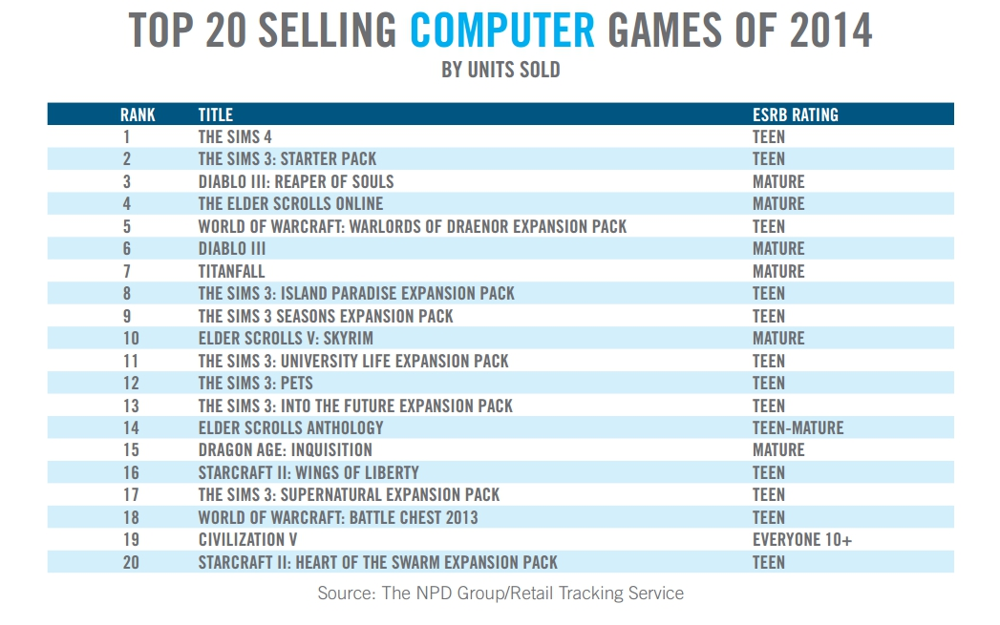 TOP 20 SELLING COMPUTER GAMES OF 2014
BY UNITS SOLD
RANK TITLE ESRB RATING
1 THE SIMS 4 TEEN
2 THE SIMS 3: STARTER PACK TEEN
3 DIABLO III: REAPER OF SOULS MATURE
4 THE ELDER SCROLLS ONLINE MATURE
5 WORLD OF WARCRAFT: WARLORDS OF DRAENOR EXPANSION PACK TEEN
6 DIABLO III MATURE
7 TITANFALL MATURE
8 THE SIMS 3: ISLAND PARADISE EXPANSION PACK TEEN
9 THE SIMS 3 SEASONS EXPANSION PACK TEEN
10 ELDER SCROLLS V: SKYRIM MATURE
11 THE SIMS 3: UNIVERSITY LIFE EXPANSION PACK TEEN
12 THE SIMS 3: PETS TEEN
13 THE SIMS 3: INTO THE FUTURE EXPANSION PACK TEEN
14 ELDER SCROLLS ANTHOLOGY TEEN-MATURE
15 DRAGON AGE: INQUISITION MATURE
16 STARCRAFT II: WINGS OF LIBERTY TEEN
17 THE SIMS 3: SUPERNATURAL EXPANSION PACK TEEN
18 WORLD OF WARCRAFT: BATTLE CHEST 2013 TEEN
19 CIVILIZATION V EVERYONE 10+
20 STARCRAFT II: HEART OF THE SWARM EXPANSION PACK TEEN
Source: The NPD Group/Retail Tracking Service